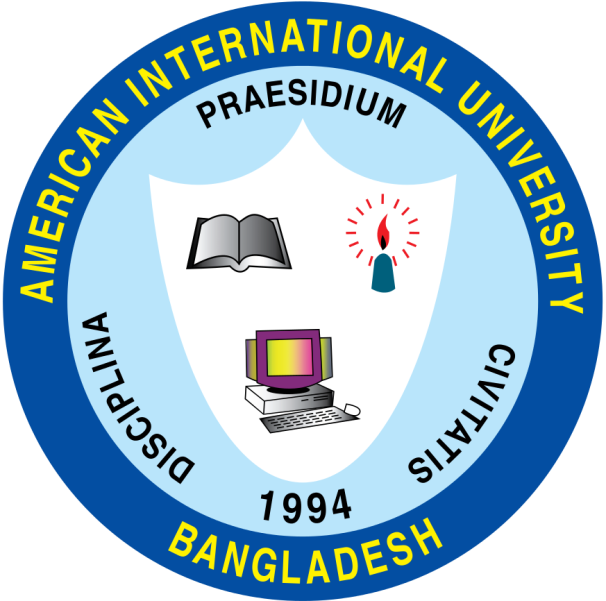 AMERICAN INTERNATIONAL UNIVERSITY
BANGLADESH
PRAESIDIUM
DISCIPLINA
CIVITATIS
1994